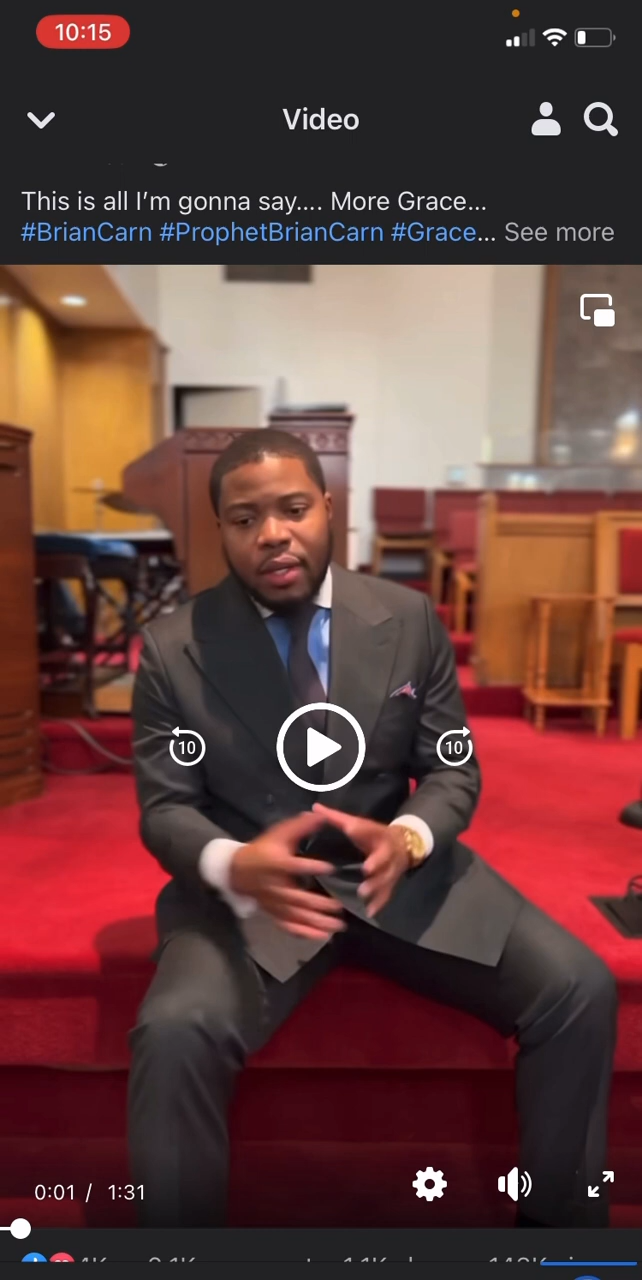 10:15
Video
This is all I'm gonna say.... More Grace...
#BrianCarn #ProphetBrianCarn #Grace... See more
10
10
0:01 / 1:31